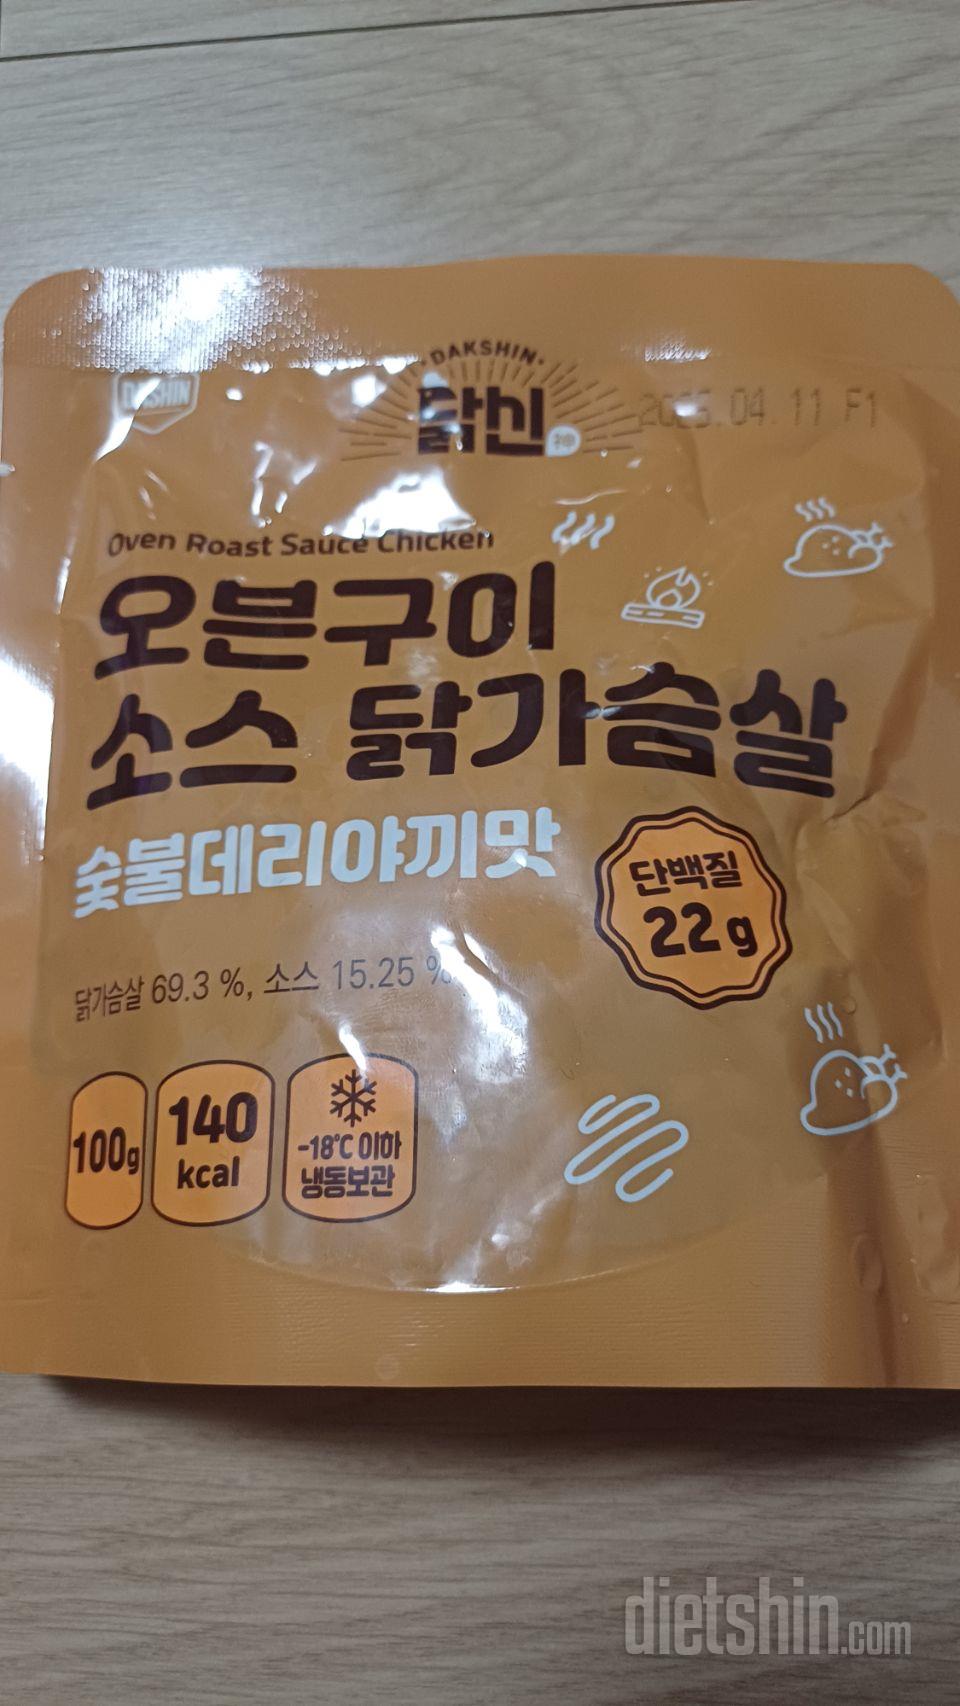 DAKSHIN
·DAKSHIN·
닭신
神
2025.04.11 F1
Oven Roast Sauce Chicken
오븐구이
소스 닭가슴살
숯불데리야끼맛
단백질
22g
닭가슴살 69.3 %, 소스 15.25 %
100g
140
kcal
-18℃ 이하
냉동보관
dietshin.com